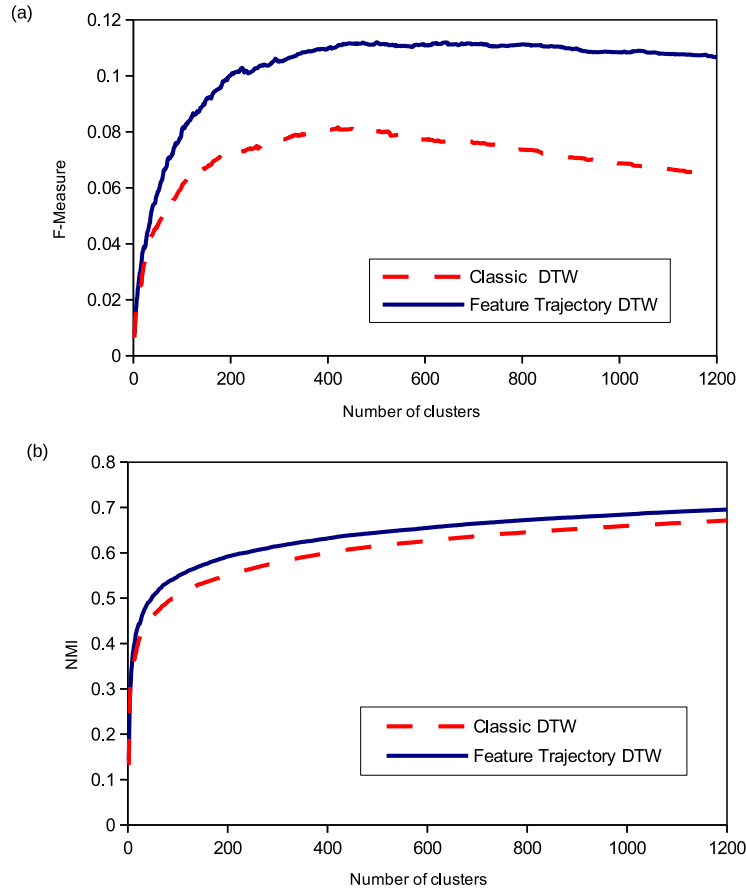 (a)
0.12
0.1
0.08
0.06
0.04
0.02
0
F-Measure
Classic DTW
Feature Trajectory DTW
0 200 400 600 800 1000 1200
Number of clusters
(b)
0.8
0.7
0.6
0.5
0.4
0.3
0.2
0.1
0
NMI
Classic DTW
Feature Trajectory DTW
0 200 400 600 800 1000 1200
Number of clusters